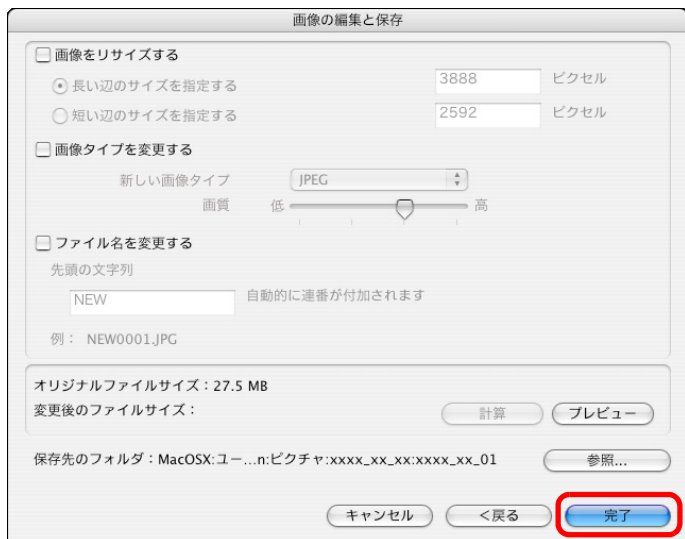 画像の編集と保存
画像をリサイズする
長い辺のサイズを指定する 3888 ピクセル
短い辺のサイズを指定する 2592 ピクセル
画像タイプを変更する
新しい画像タイプ JPEG
画質 低 高
ファイル名を変更する
先頭の文字列
NEW 自動的に連番が付加されます
例： NEW0001.JPG
オリジナルファイルサイズ：27.5 MB
変更後のファイルサイズ： 計算 プレビュー
保存先のフォルダ：MacOSX:ユー...n:ピクチャ:xxxx_xx_xx:xxxx_xx_01 参照...
キャンセル <戻る 完了